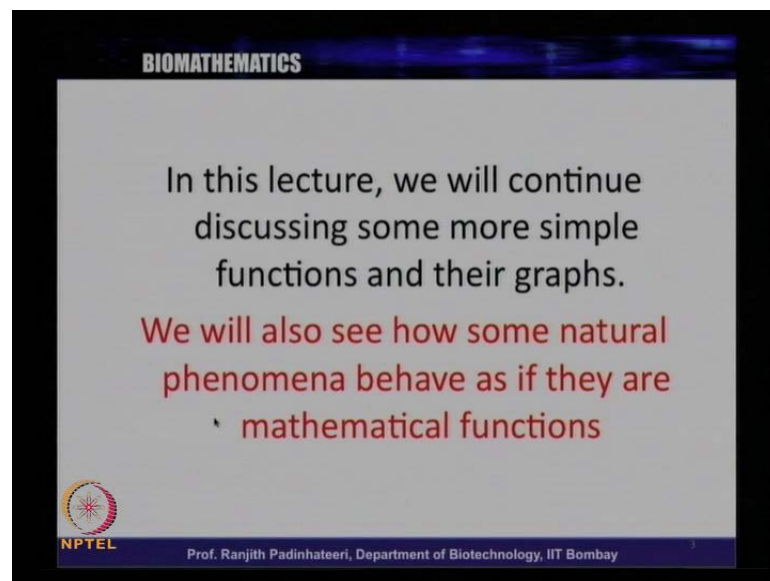 BIOMATHEMATICS
In this lecture, we will continue
discussing some more simple
functions and their graphs.
We will also see how some natural
phenomena behave as if they are
mathematical functions
NPTEL
Prof. Ranjith Padinhateeri, Department of Biotechnology, IIT Bombay
3